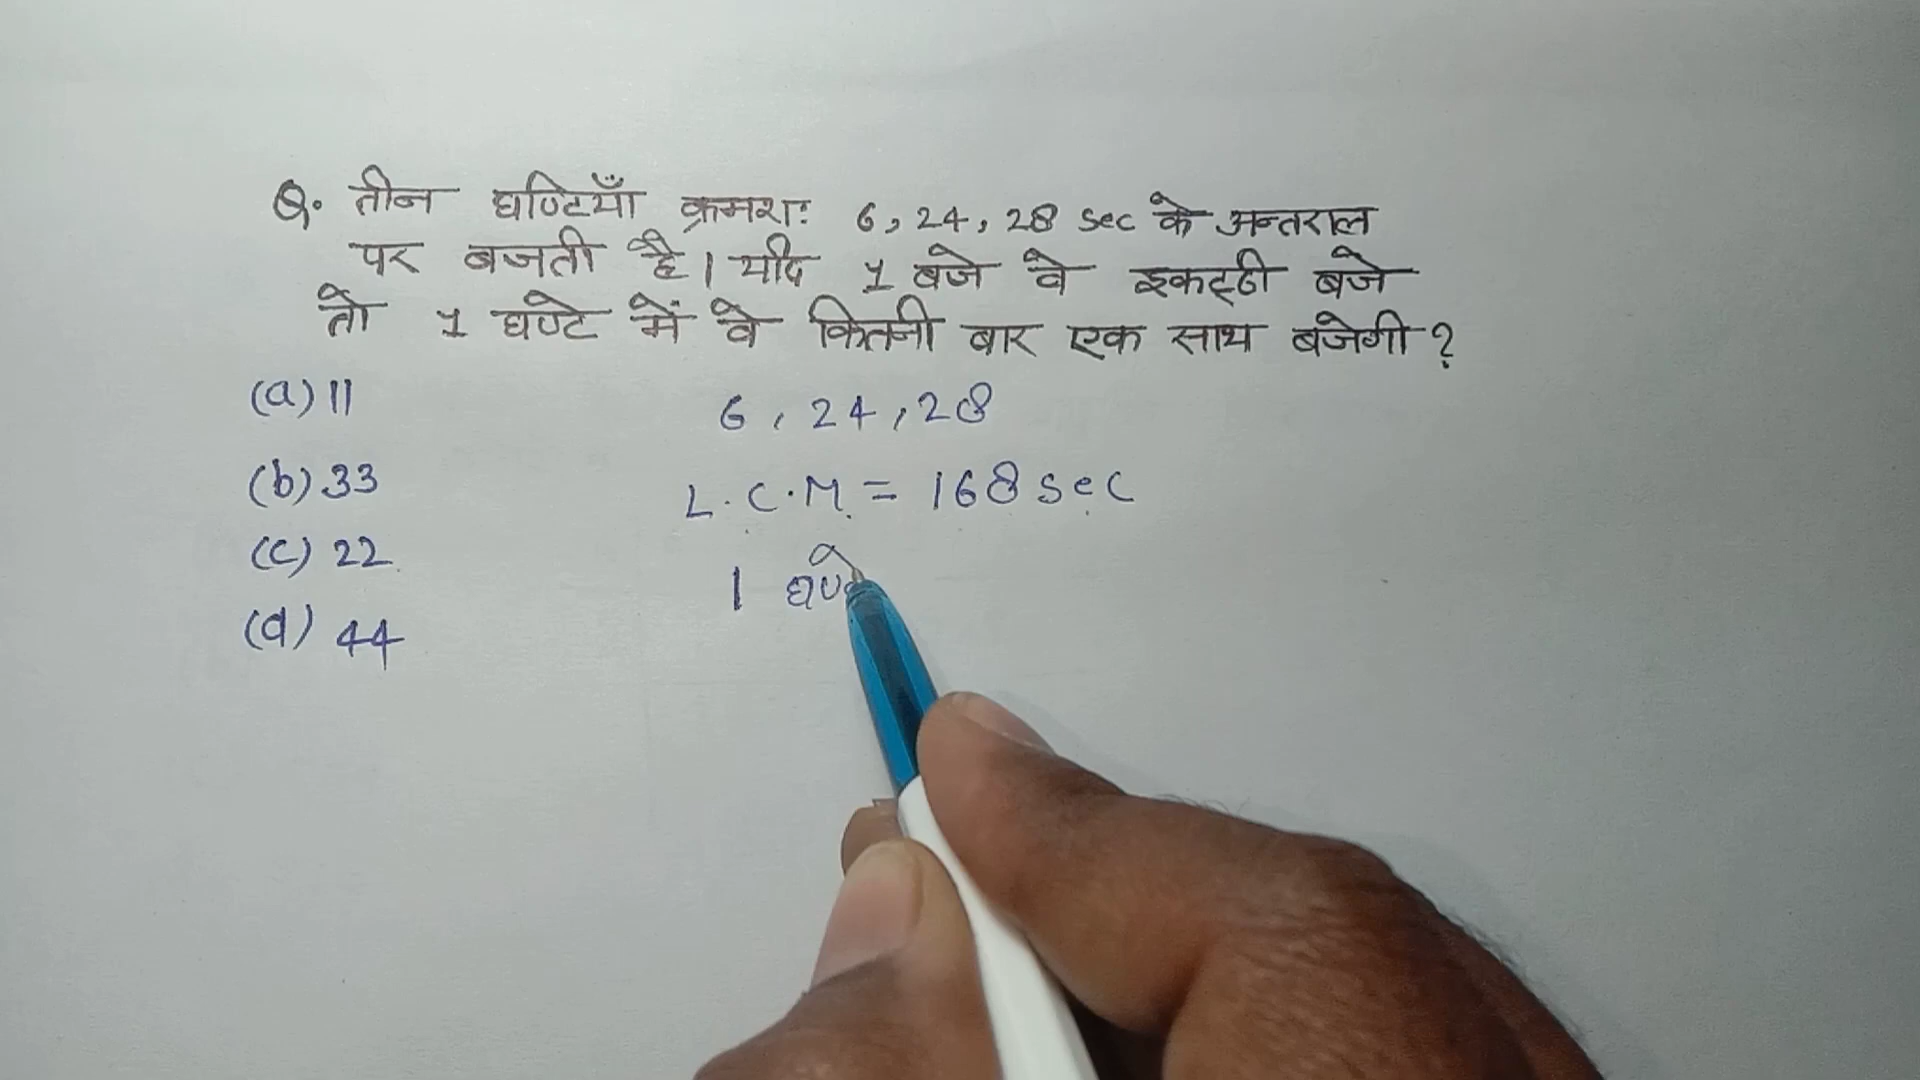 Q. तीन घण्टियाँ क्रमशः 6, 24, 28 sec के अन्तराल
पर बजती है। यदि 1 बजे वे इकट्ठी बजे
तो 1 घण्टे में वे कितनी बार एक साथ बजेगी ?
(a) 11
(b) 33
(c) 22
(d) 44
6, 24, 28
L.C.M = 168 sec
1